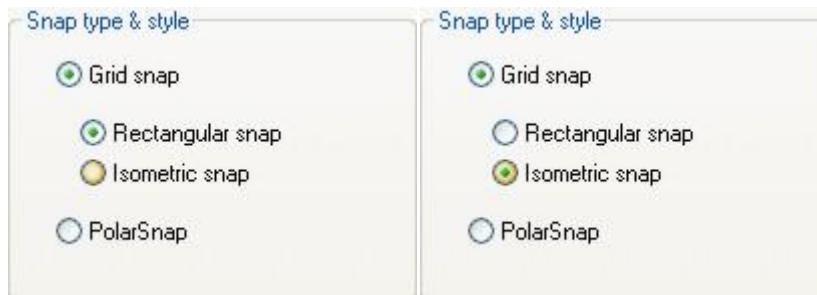 Snap type & style
Grid snap
Rectangular snap
Isometric snap
PolarSnap
Snap type & style
Grid snap
Rectangular snap
Isometric snap
PolarSnap